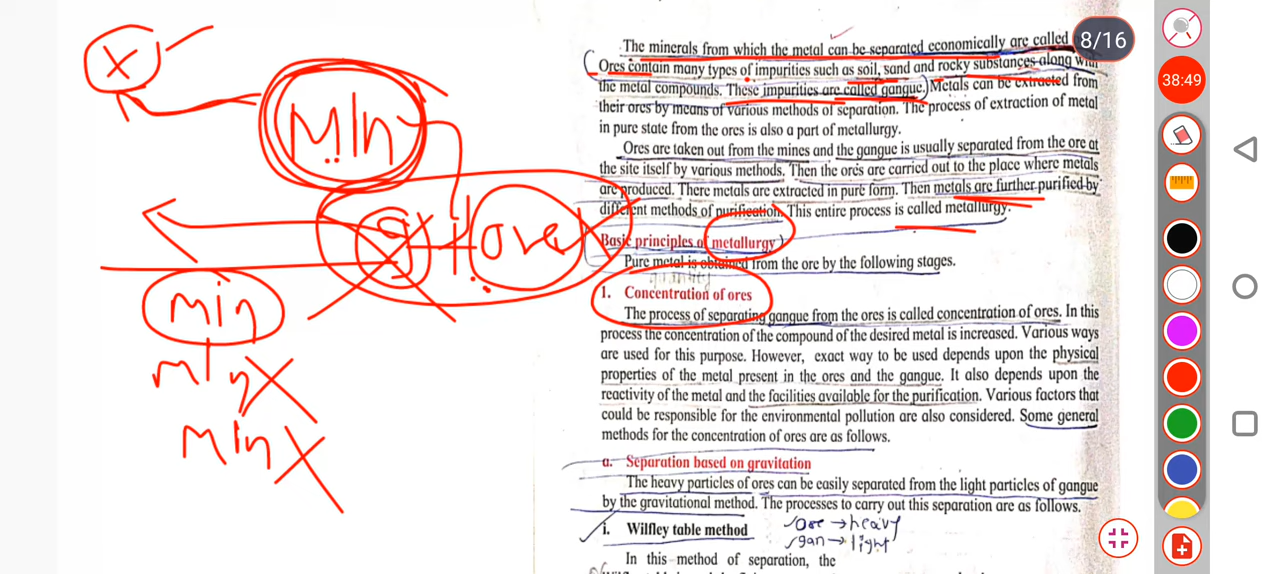 The minerals from which the metal can be separated economically are called
Ores contain many types of impurities such as soil, sand and rocky substances along with
the metal compounds. These impurities are called gangue. Metals can be extracted from
their ores by means of various methods of separation. The process of extraction of metal
in pure state from the ores is also a part of metallurgy.
Ores are taken out from the mines and the gangue is usually separated from the ore at
the site itself by various methods. Then the ores are carried out to the place where metals
are produced. There metals are extracted in pure form. Then metals are further purified by
different methods of purification. This entire process is called metallurgy.
Basic principles of metallurgy
Pure metal is obtained from the ore by the following stages.
1. Concentration of ores
The process of separating gangue from the ores is called concentration of ores. In this
process the concentration of the compound of the desired metal is increased. Various ways
are used for this purpose. However, exact way to be used depends upon the physical
properties of the metal present in the ores and the gangue. It also depends upon the
reactivity of the metal and the facilities available for the purification. Various factors that
could be responsible for the environmental pollution are also considered. Some general
methods for the concentration of ores are as follows.
a. Separation based on gravitation
The heavy particles of ores can be easily separated from the light particles of gangue
by the gravitational method. The processes to carry out this separation are as follows.
i. Wilfley table method
ore → heavy
gan → light
In this method of separation, the
8/16
38:49
X
Min
g + ore
min
min X
min X